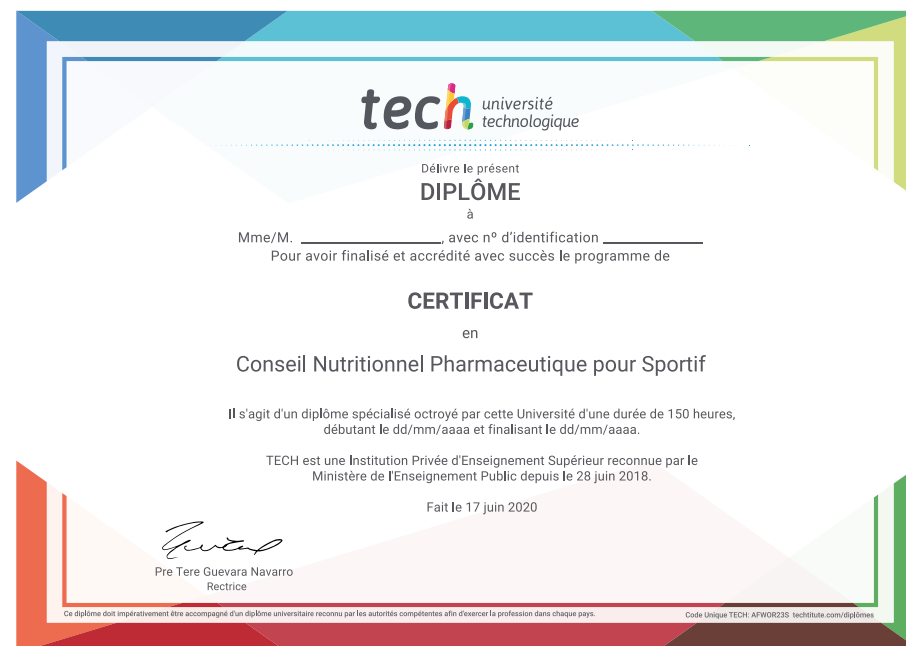 tech université
technologique
Délivre le présent
DIPLÔME
à
Mme/M. ____________________, avec nº d'identification ______________
Pour avoir finalisé et accrédité avec succès le programme de
CERTIFICAT
en
Conseil Nutritionnel Pharmaceutique pour Sportif
Il s'agit d'un diplôme spécialisé octroyé par cette Université d'une durée de 150 heures,
débutant le dd/mm/aaaa et finalisant le dd/mm/aaaa.
TECH est une Institution Privée d'Enseignement Supérieur reconnue par le
Ministère de l'Enseignement Public depuis le 28 juin 2018.
Fait le 17 juin 2020
Pre Tere Guevara Navarro
Rectrice
Ce diplôme doit impérativement être accompagné d'un diplôme universitaire reconnu par les autorités compétentes afin d'exercer la profession dans chaque pays.
Code Unique TECH: AFWOR23S techtitute.com/diplômes